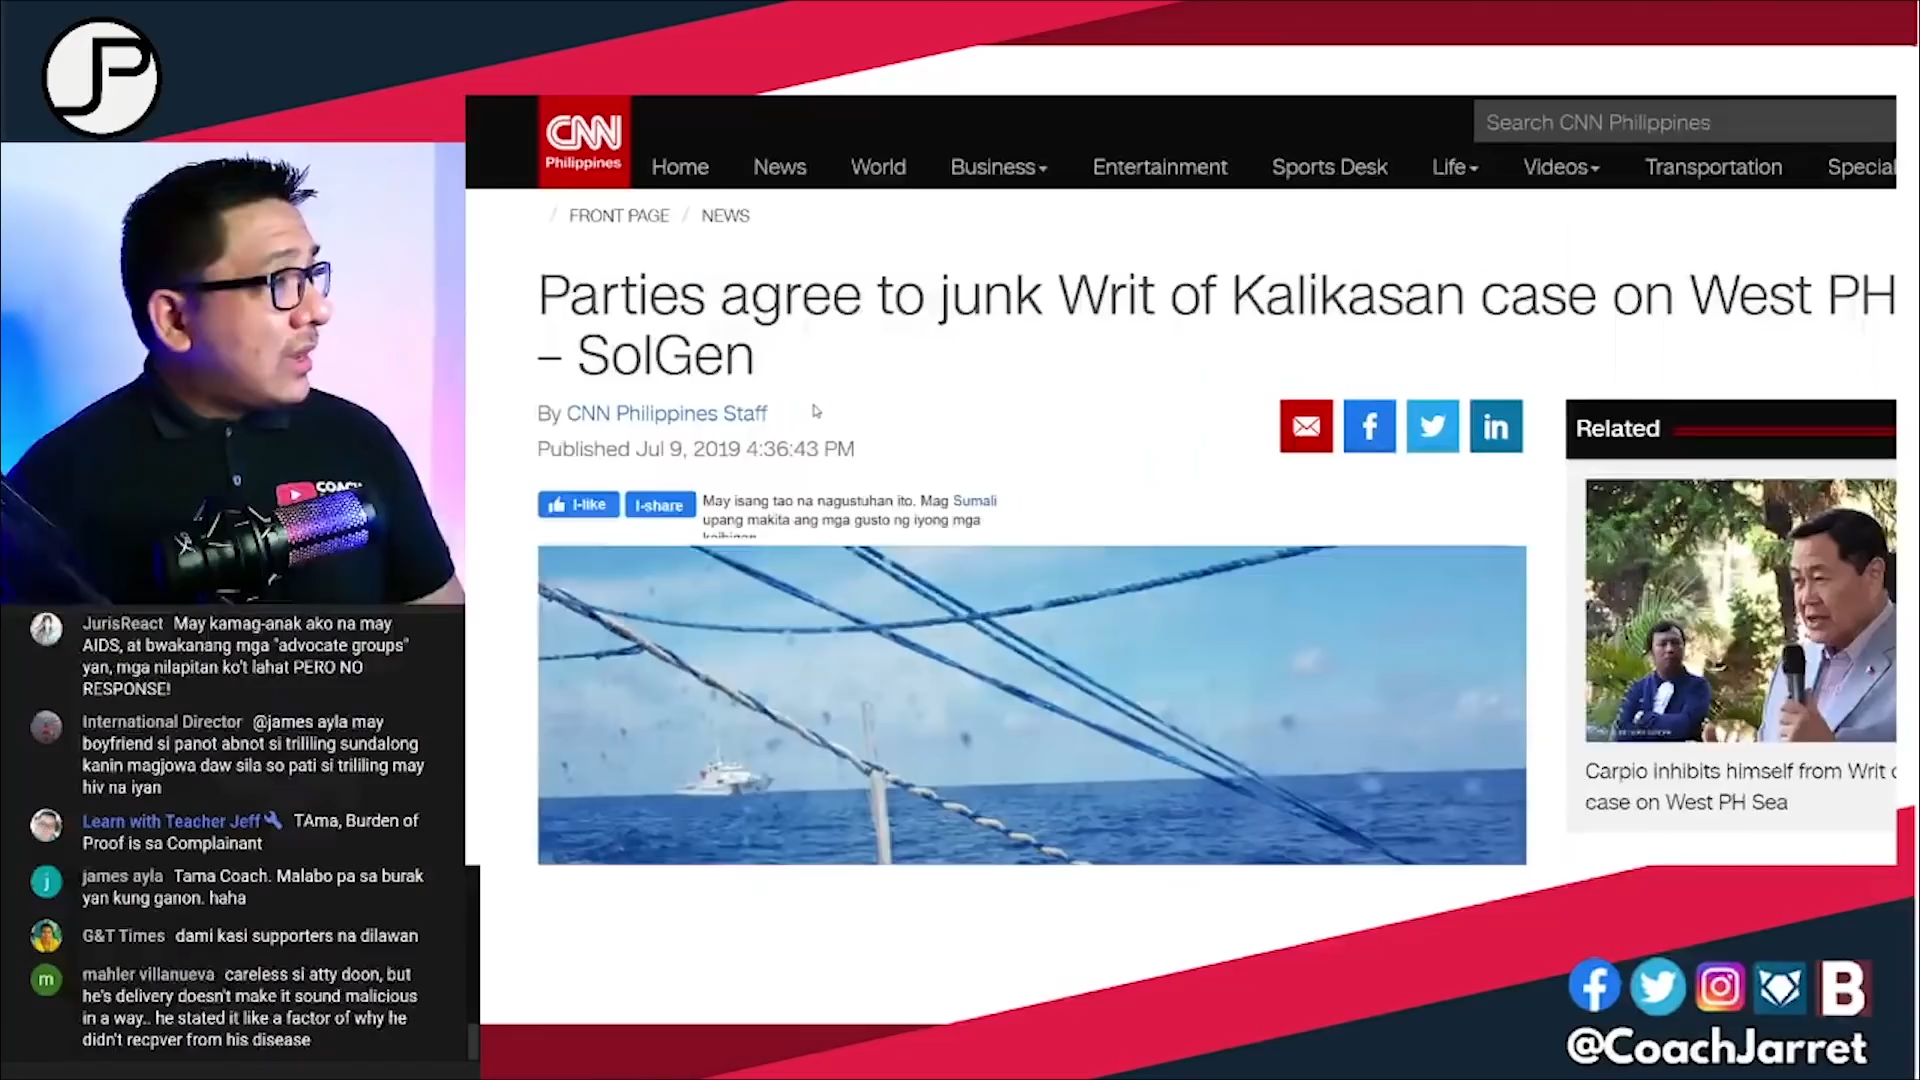 JP
CNN
Philippines
Search CNN Philippines
Home News World Business Entertainment Sports Desk Life Videos Transportation Special
/ FRONT PAGE / NEWS
Parties agree to junk Writ of Kalikasan case on West PH
– SolGen
By CNN Philippines Staff
Published Jul 9, 2019 4:36:43 PM
I-like I-share
May isang tao na nagustuhan ito. Mag Sumali
upang makita ang mga gusto ng iyong mga
Related
Carpio inhibits himself from Writ
case on West PH Sea
COACH
JurisReact May kamag-anak ako na may
AIDS, at bwakanang mga "advocate groups"
yan, mga nilapitan ko't lahat PERO NO
RESPONSE!
International Director @james ayla may
boyfriend si panot abnot si trillling sundalong
kanin magjowa daw sila so pati si trililing may
hiv na iyan
Learn with Teacher Jeff TAma, Burden of
Proof is sa Complainant
j
james ayla Tama Coach. Malabo pa sa burak
yan kung ganon. haha
G&T Times dami kasi supporters na dilawan
m
mahler villanueva careless si atty doon, but
he's delivery doesn't make it sound malicious
in a way.. he stated it like a factor of why he
didn't recpver from his disease
B
@CoachJarret